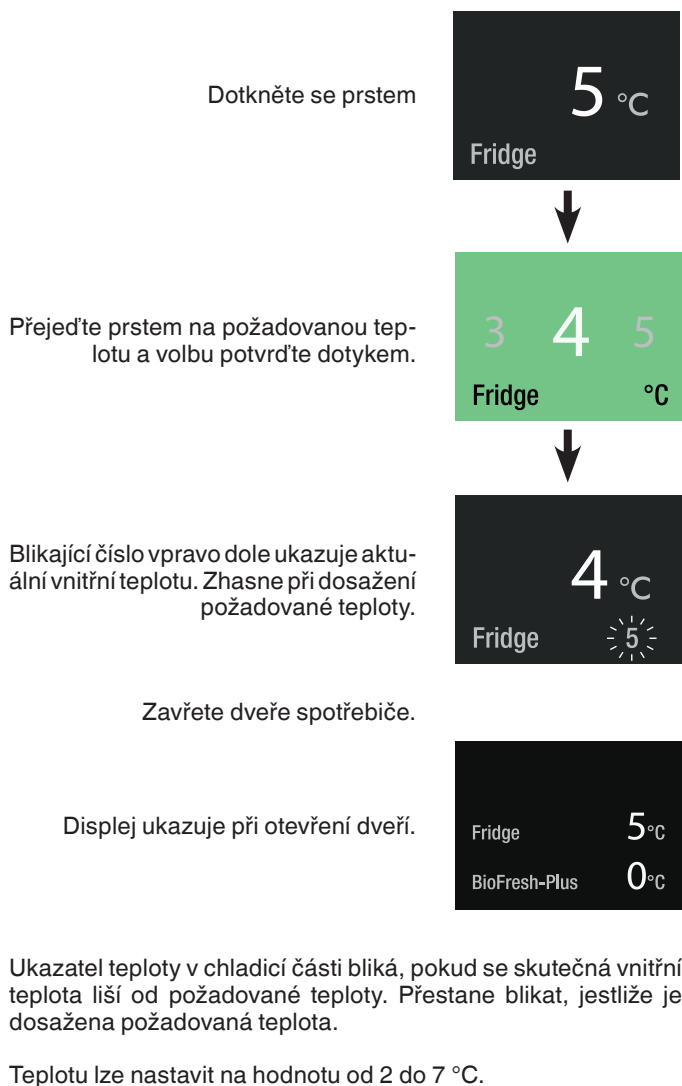 Dotkněte se prstem
5 °C
Fridge
Přejeďte prstem na požadovanou tep-
lotu a volbu potvrďte dotykem.
3 4 5
Fridge °C
Blikající číslo vpravo dole ukazuje aktu-
ální vnitřní teplotu. Zhasne při dosažení
požadované teploty.
4 °C
Fridge 5
Zavřete dveře spotřebiče.
Displej ukazuje při otevření dveří.
Fridge 5°C
BioFresh-Plus 0°C
Ukazatel teploty v chladicí části bliká, pokud se skutečná vnitřní
teplota liší od požadované teploty. Přestane blikat, jestliže je
dosažena požadovaná teplota.
Teplotu lze nastavit na hodnotu od 2 do 7 °C.